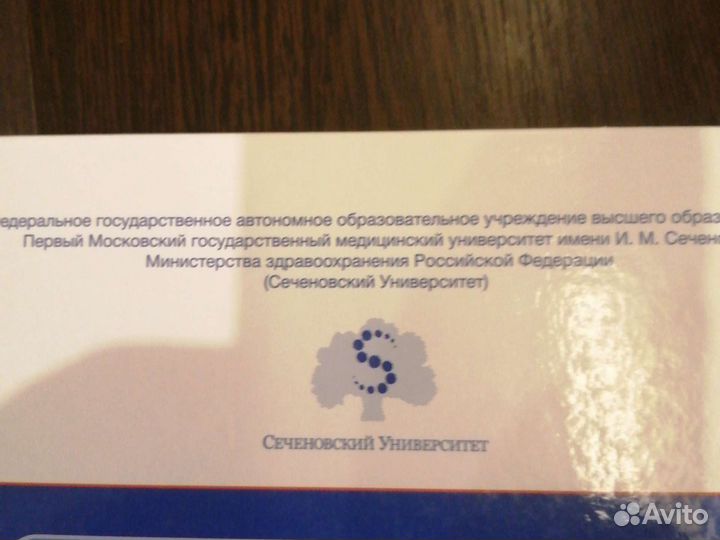 едеральное государственное автономное образовательное учреждение высшего образ
Первый Московский государственный медицинский университет имени И. М. Сечен
Министерства здравоохранения Российской Федерации
(Сеченовский Университет)
S
Сеченовский Университет
Avito